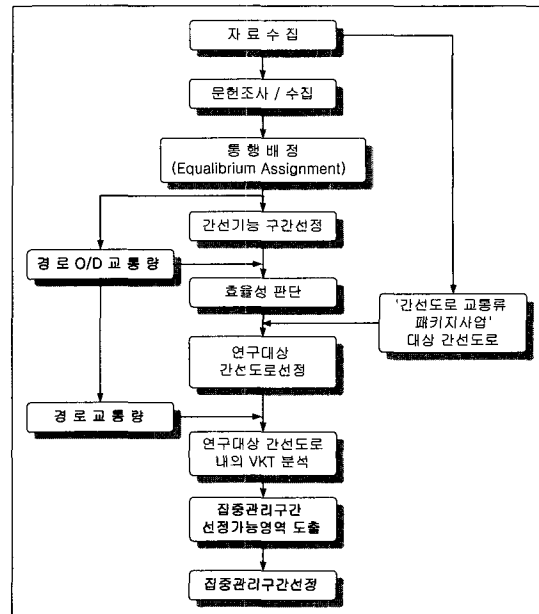 자 료 수 집
문헌조사 / 수집
통 행 배 정
(Equalibrium Assignment)
간선기능 구간선정
경 로 O/D 교 통 량
효율성 판단
'간선도로 교통류
패키지사업'
대상 간선도로
연구대상
간선도로선정
경 로 교 통 량
연구대상 간선도로
내의 VKT 분석
집중관리구간
선정가능영역 도출
집중관리구간선정